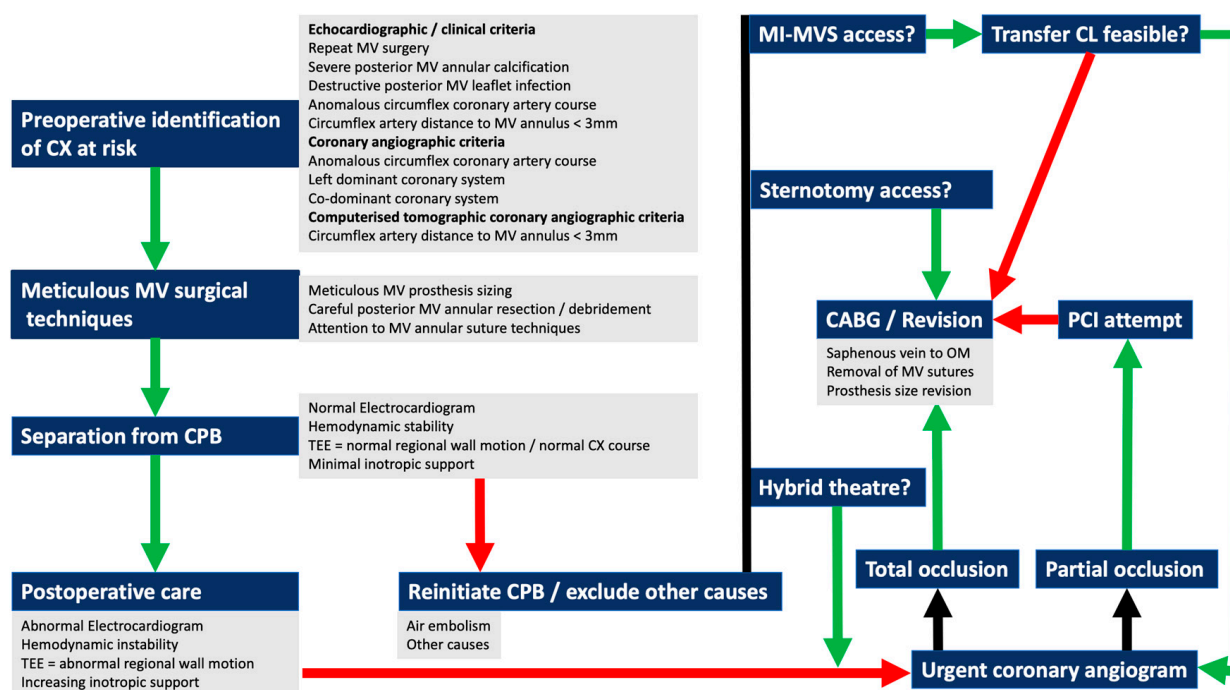 Preoperative identification
of CX at risk
Echocardiographic / clinical criteria
Repeat MV surgery
Severe posterior MV annular calcification
Destructive posterior MV leaflet infection
Anomalous circumflex coronary artery course
Circumflex artery distance to MV annulus < 3mm
Coronary angiographic criteria
Anomalous circumflex coronary artery course
Left dominant coronary system
Co-dominant coronary system
Computerised tomographic coronary angiographic criteria
Circumflex artery distance to MV annulus < 3mm
Meticulous MV surgical
techniques
Meticulous MV prosthesis sizing
Careful posterior MV annular resection / debridement
Attention to MV annular suture techniques
Separation from CPB
Normal Electrocardiogram
Hemodynamic stability
TEE = normal regional wall motion / normal CX course
Minimal inotropic support
Postoperative care
Abnormal Electrocardiogram
Hemodynamic instability
TEE = abnormal regional wall motion
Increasing inotropic support
Reinitiate CPB / exclude other causes
Air embolism
Other causes
MI-MVS access?
Transfer CL feasible?
Sternotomy access?
CABG / Revision
Saphenous vein to OM
Removal of MV sutures
Prosthesis size revision
PCI attempt
Hybrid theatre?
Total occlusion
Partial occlusion
Urgent coronary angiogram